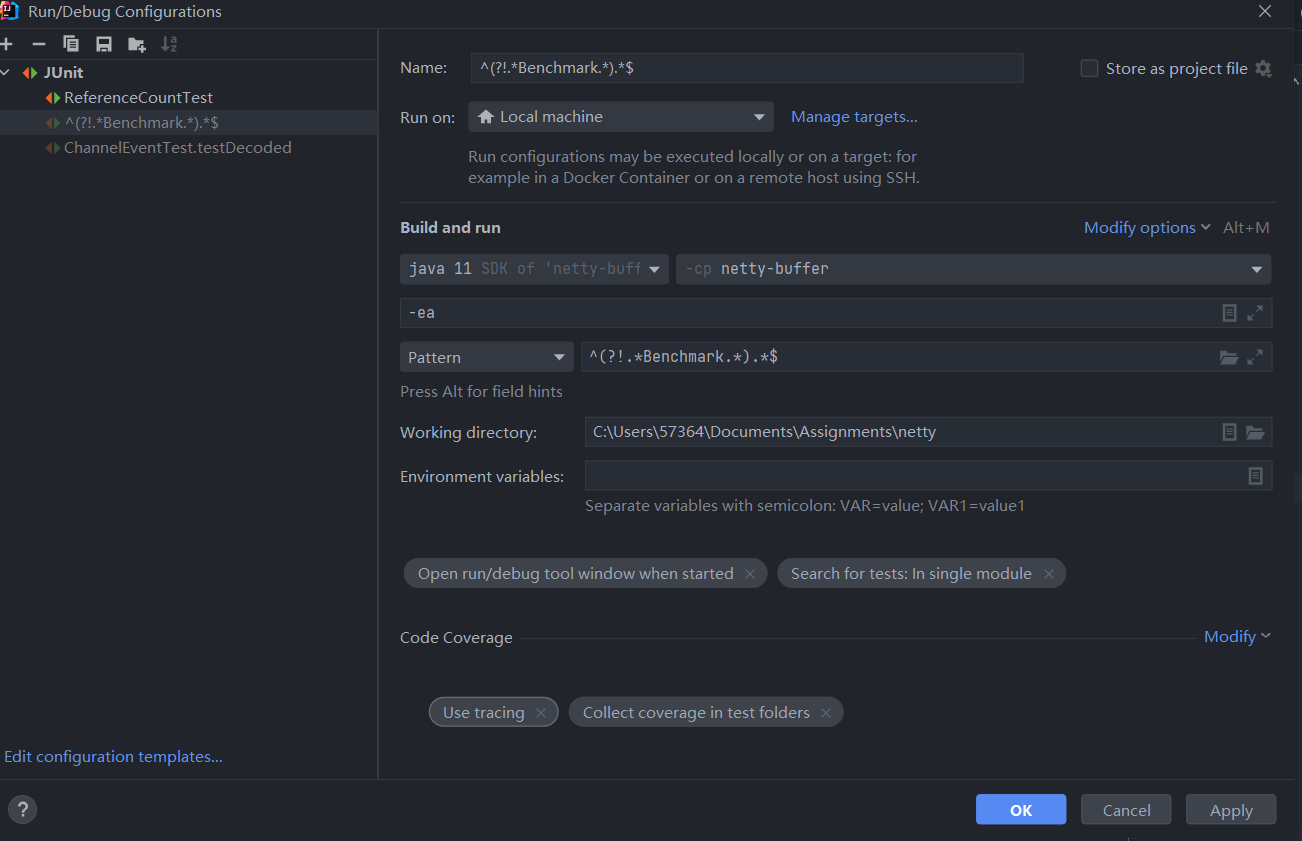 Run/Debug Configurations
JUnit
ReferenceCountTest
^(?!.*Benchmark.*).*$
ChannelEventTest.testDecoded
Edit configuration templates...
Name: ^(?!.*Benchmark.*).*$ Store as project file
Run on: Local machine Manage targets...
Run configurations may be executed locally or on a target: for
example in a Docker Container or on a remote host using SSH.
Build and run Modify options Alt+M
java 11 SDK of 'netty-buff -cp netty-buffer
-ea
Pattern ^(?!.*Benchmark.*).*$
Press Alt for field hints
Working directory: C:\Users\57364\Documents\Assignments\netty
Environment variables:
Separate variables with semicolon: VAR=value; VAR1=value1
Open run/debug tool window when started Search for tests: In single module
Code Coverage Modify
Use tracing Collect coverage in test folders
? OK Cancel Apply